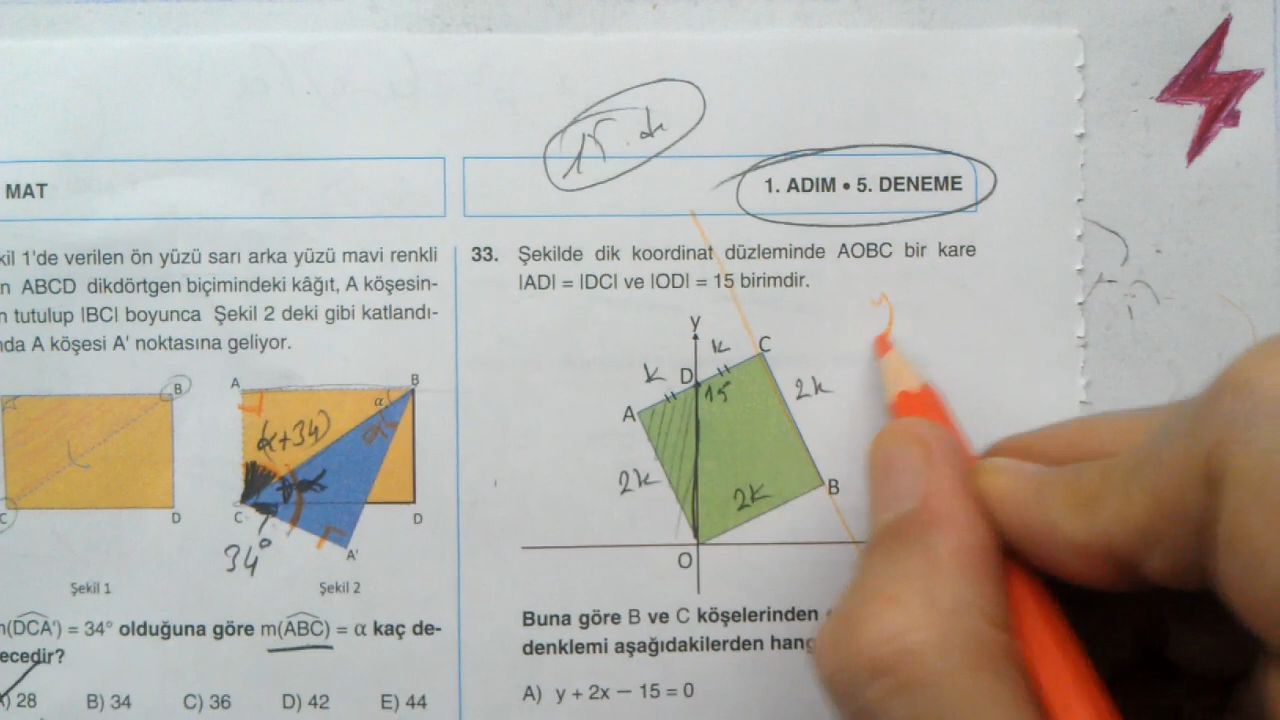 15 dk
MAT
1. ADIM • 5. DENEME
kil 1'de verilen ön yüzü sarı arka yüzü mavi renkli
n ABCD dikdörtgen biçimindeki kâğıt, A köşesin-
n tutulup |BC| boyunca Şekil 2 deki gibi katlandı-
da A köşesi A' noktasına geliyor.
B
C
D
Şekil 1
A
B
α
(α+34)
C
D
34°
A'
Şekil 2
m(DCA') = 34° olduğuna göre m(ABC) = α kaç de-
ecedir?
A) 28 B) 34 C) 36 D) 42 E) 44
33. Şekilde dik koordinat düzleminde AOBC bir kare
|AD| = |DC| ve |OD| = 15 birimdir.
y
k
C
k
D
15
2k
A
2k
2k
B
O
y
Buna göre B ve C köşelerinden
denklemi aşağıdakilerden
A) y + 2x − 15 = 0